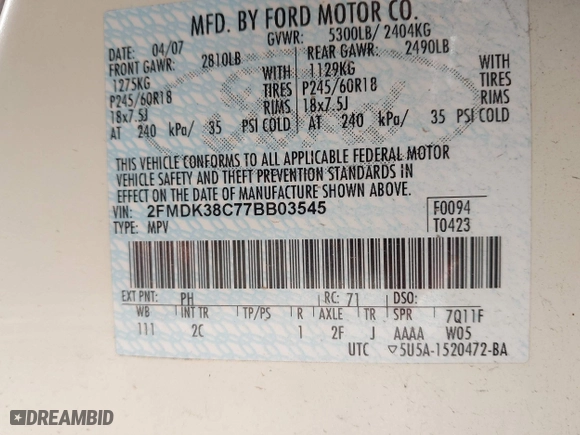 MFD. BY FORD MOTOR CO.
DATE: 04/07 GVWR: 5300LB/ 2404KG
FRONT GAWR: 2810LB REAR GAWR: 2490LB
1275KG WITH 1129KG WITH
P245/60R18 TIRES P245/60R18 TIRES
18x7.5J RIMS 18x7.5J RIMS
AT 240 kPa/ 35 PSI COLD AT 240 kPa/ 35 PSI COLD
THIS VEHICLE CONFORMS TO ALL APPLICABLE FEDERAL MOTOR
VEHICLE SAFETY AND THEFT PREVENTION STANDARDS IN
EFFECT ON THE DATE OF MANUFACTURE SHOWN ABOVE.
VIN: 2FMDK38C77BB03545 F0094
TYPE: MPV T0423
EXT PNT: PH RC: 71 DSO:
WB INT TR TP/PS R AXLE TR SPR 7Q11F
111 2C 1 2F J AAAA W05
UTC ▽5U5A-1520472-BA
DREAMBID